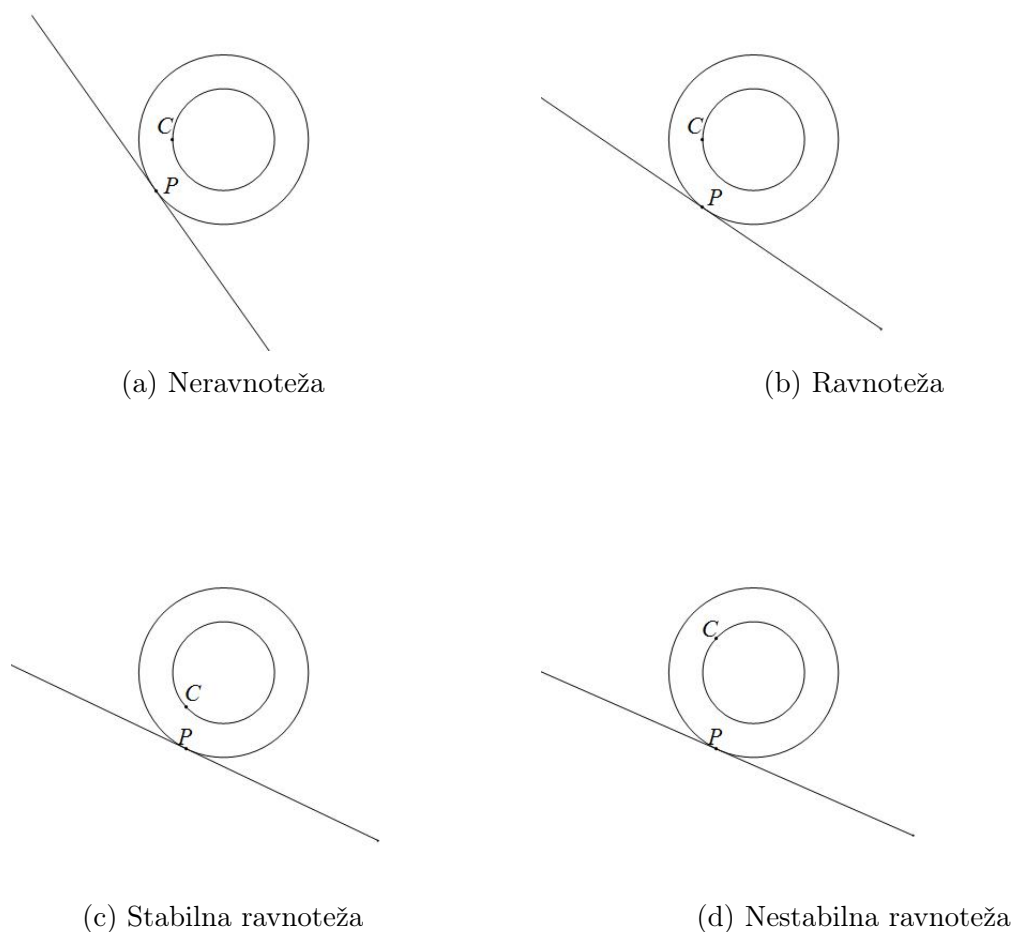 C
P
(a) Neravnoteža
C
P
(b) Ravnoteža
C
P
(c) Stabilna ravnoteža
C
P
(d) Nestabilna ravnoteža